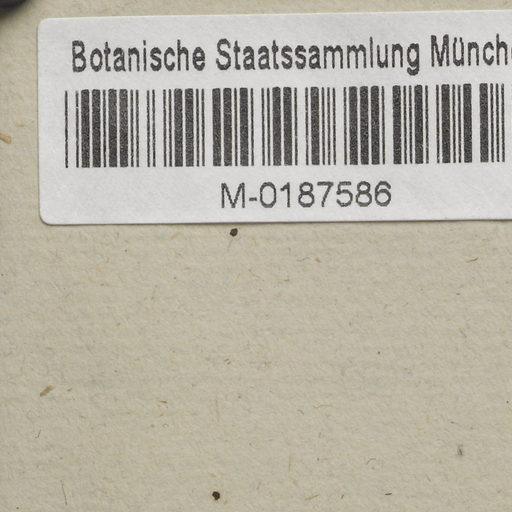 Botanische Staatssammlung Münch
M-0187586